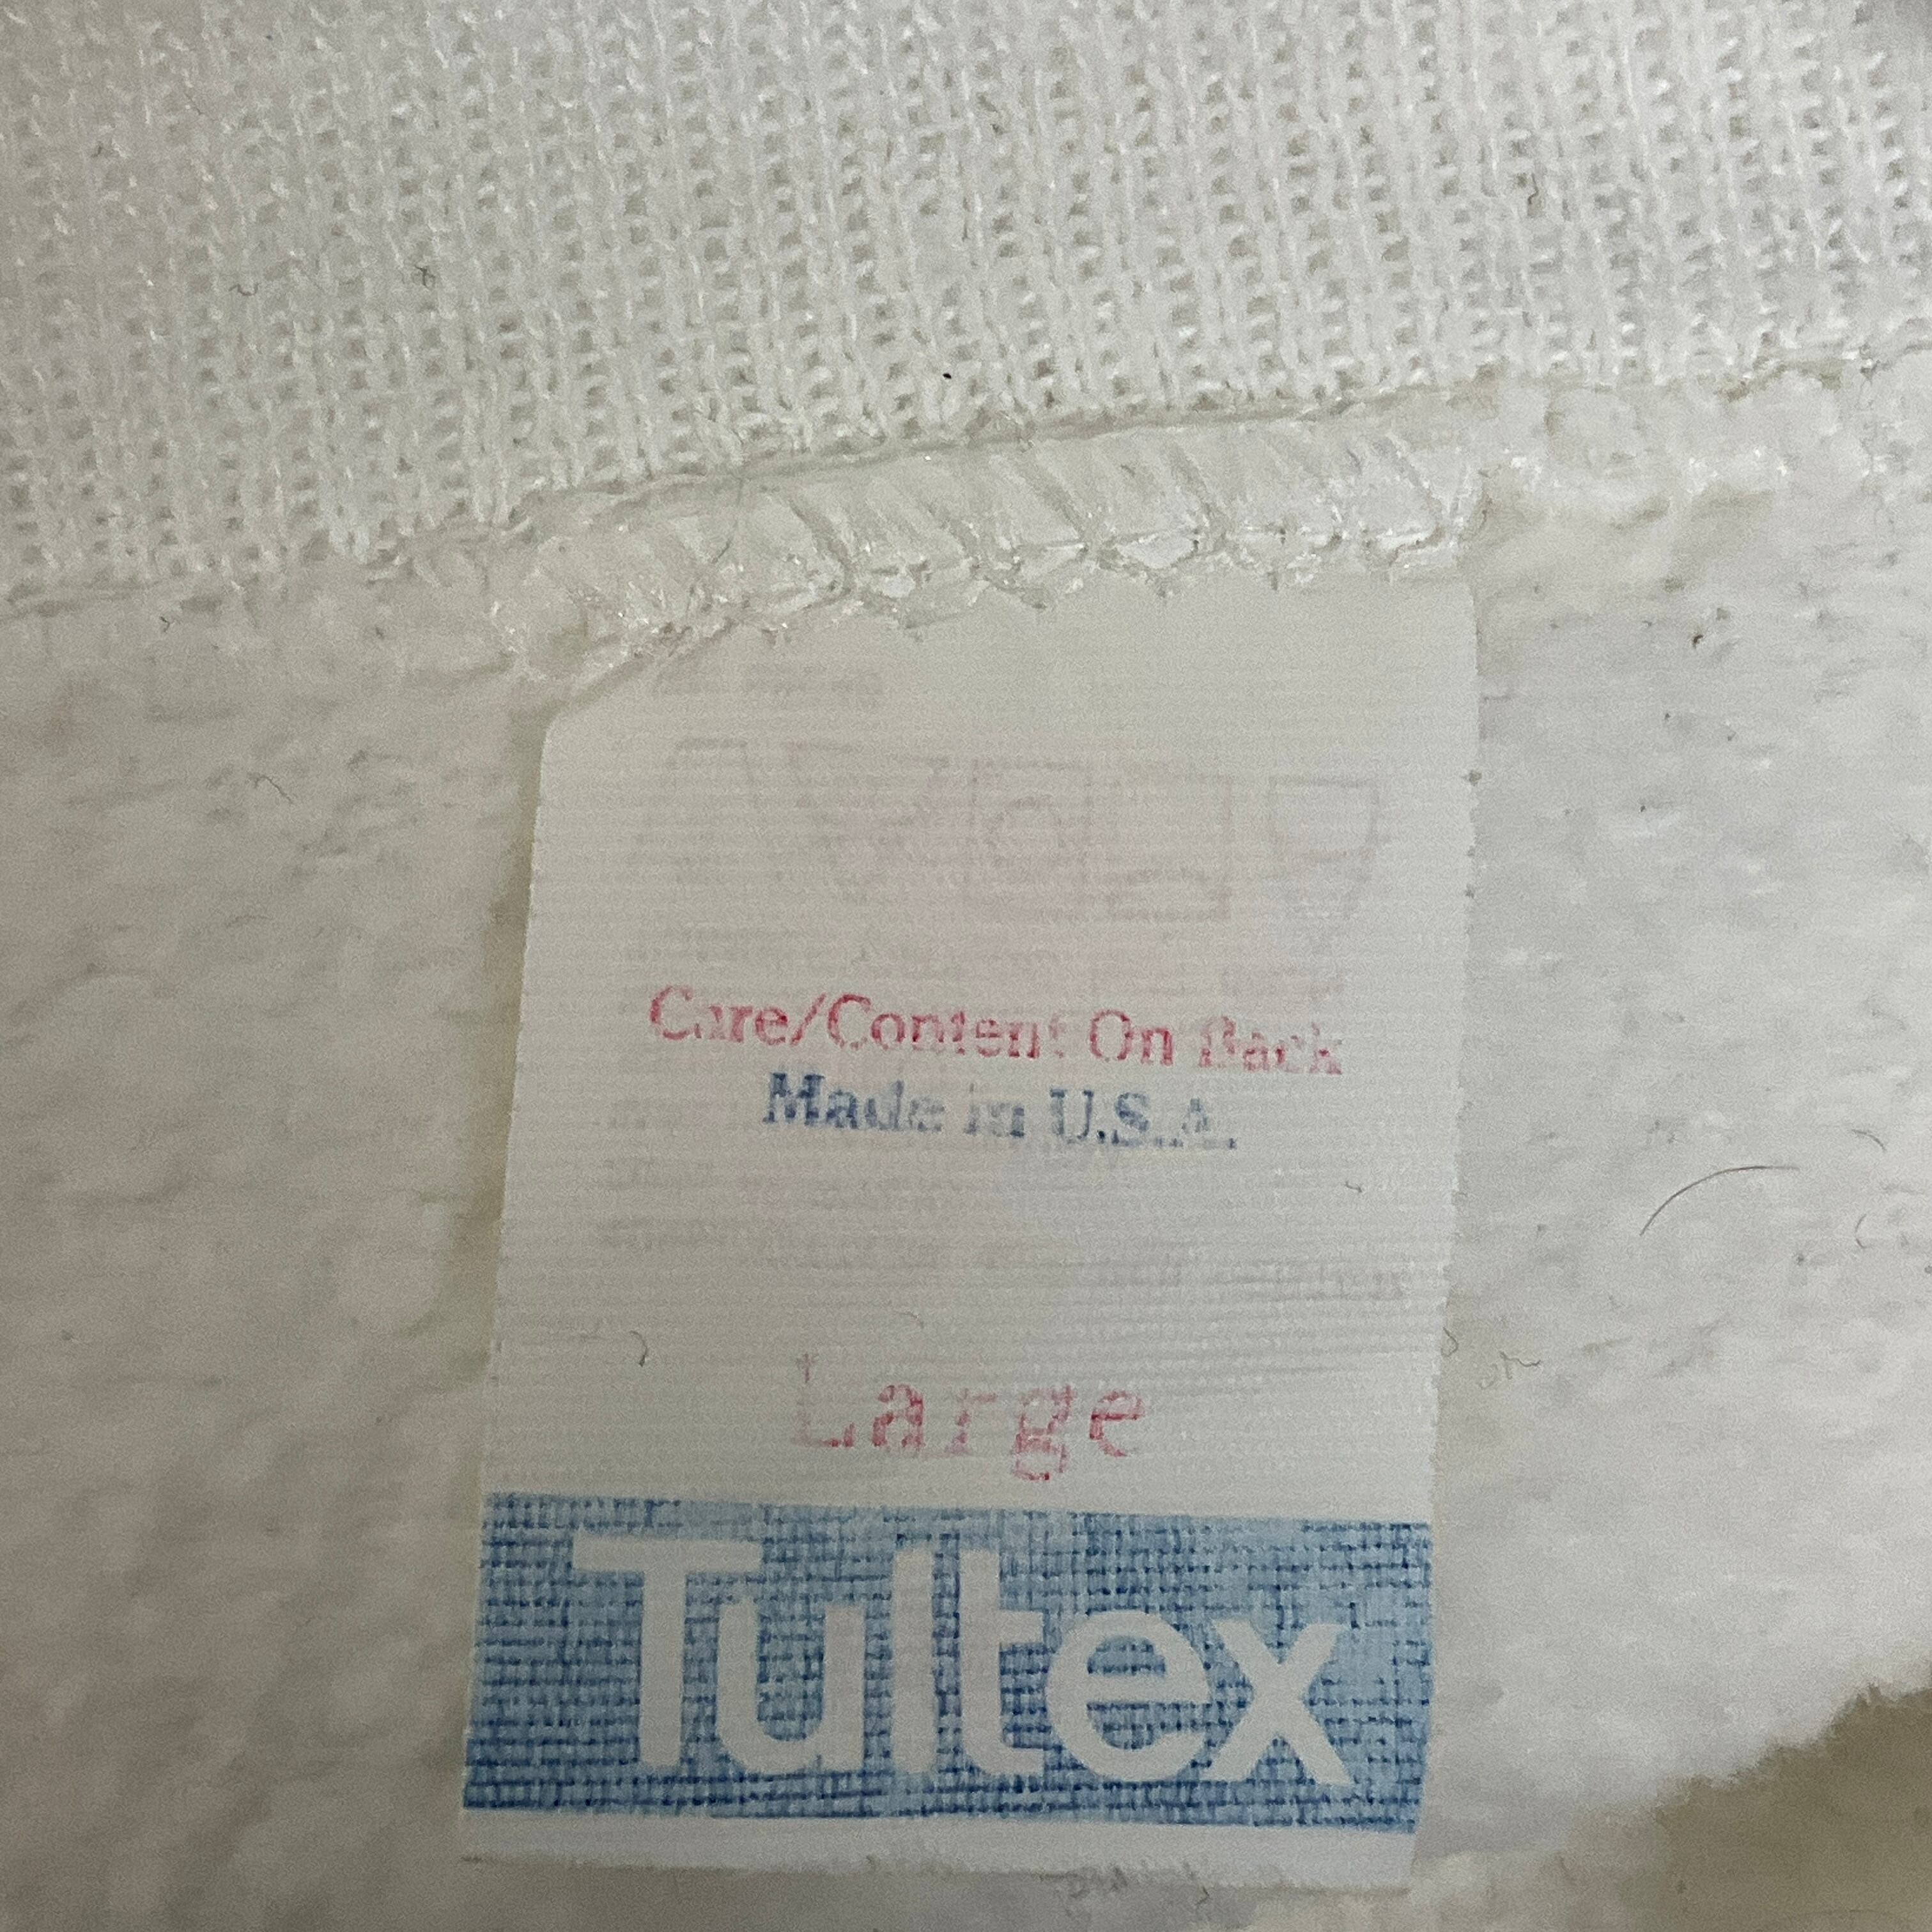 Care/Content On Back
Made in U.S.A.
Large
Tultex